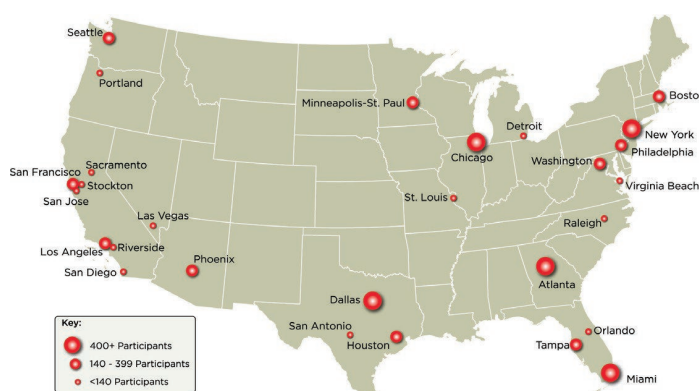 Seattle
Portland
Minneapolis-St. Paul
Bosto
Detroit
New York
Chicago
Philadelphia
Washington
Sacramento
San Francisco
Stockton
San Jose
Virginia Beach
St. Louis
Las Vegas
Raleigh
Los Angeles
Riverside
Phoenix
San Diego
Atlanta
Dallas
San Antonio
Houston
Orlando
Tampa
Miami
Key:
400+ Participants
140 - 399 Participants
<140 Participants